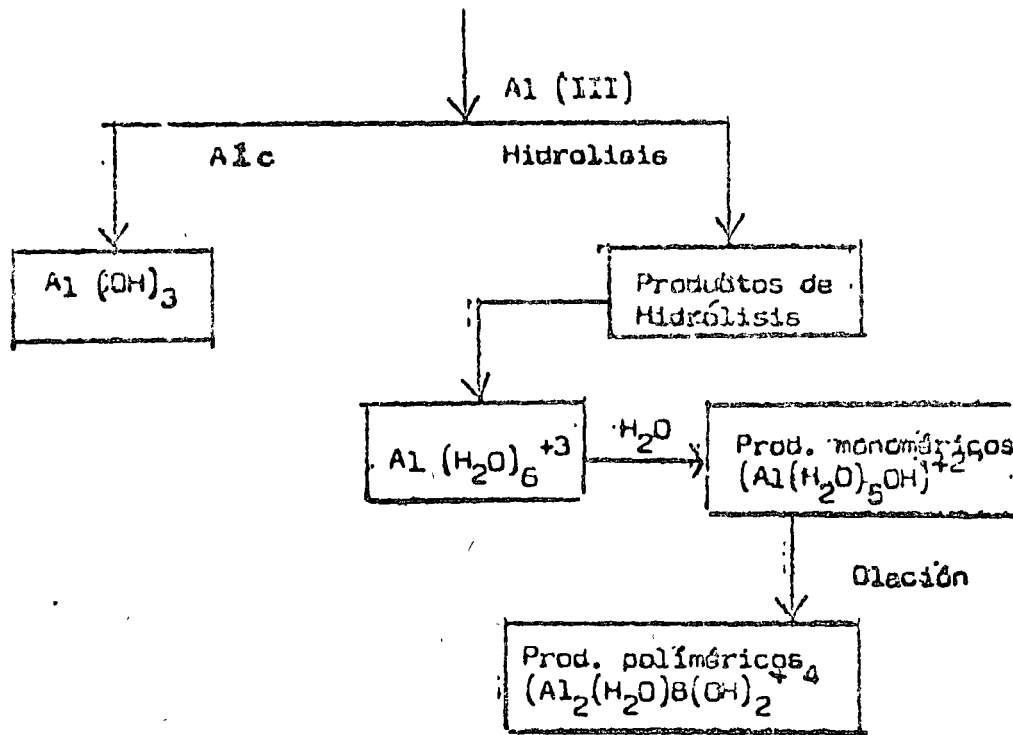 Al (III)
Alc
Hidrolisis
Al (OH)3
Produtos de
Hidrólisis
Al (H2O)6 +3
H2O
Prod. monoméricos
(Al(H2O)5OH)+2
Olación
Prod. políméricos
(Al2(H2O)8(OH)2 +4